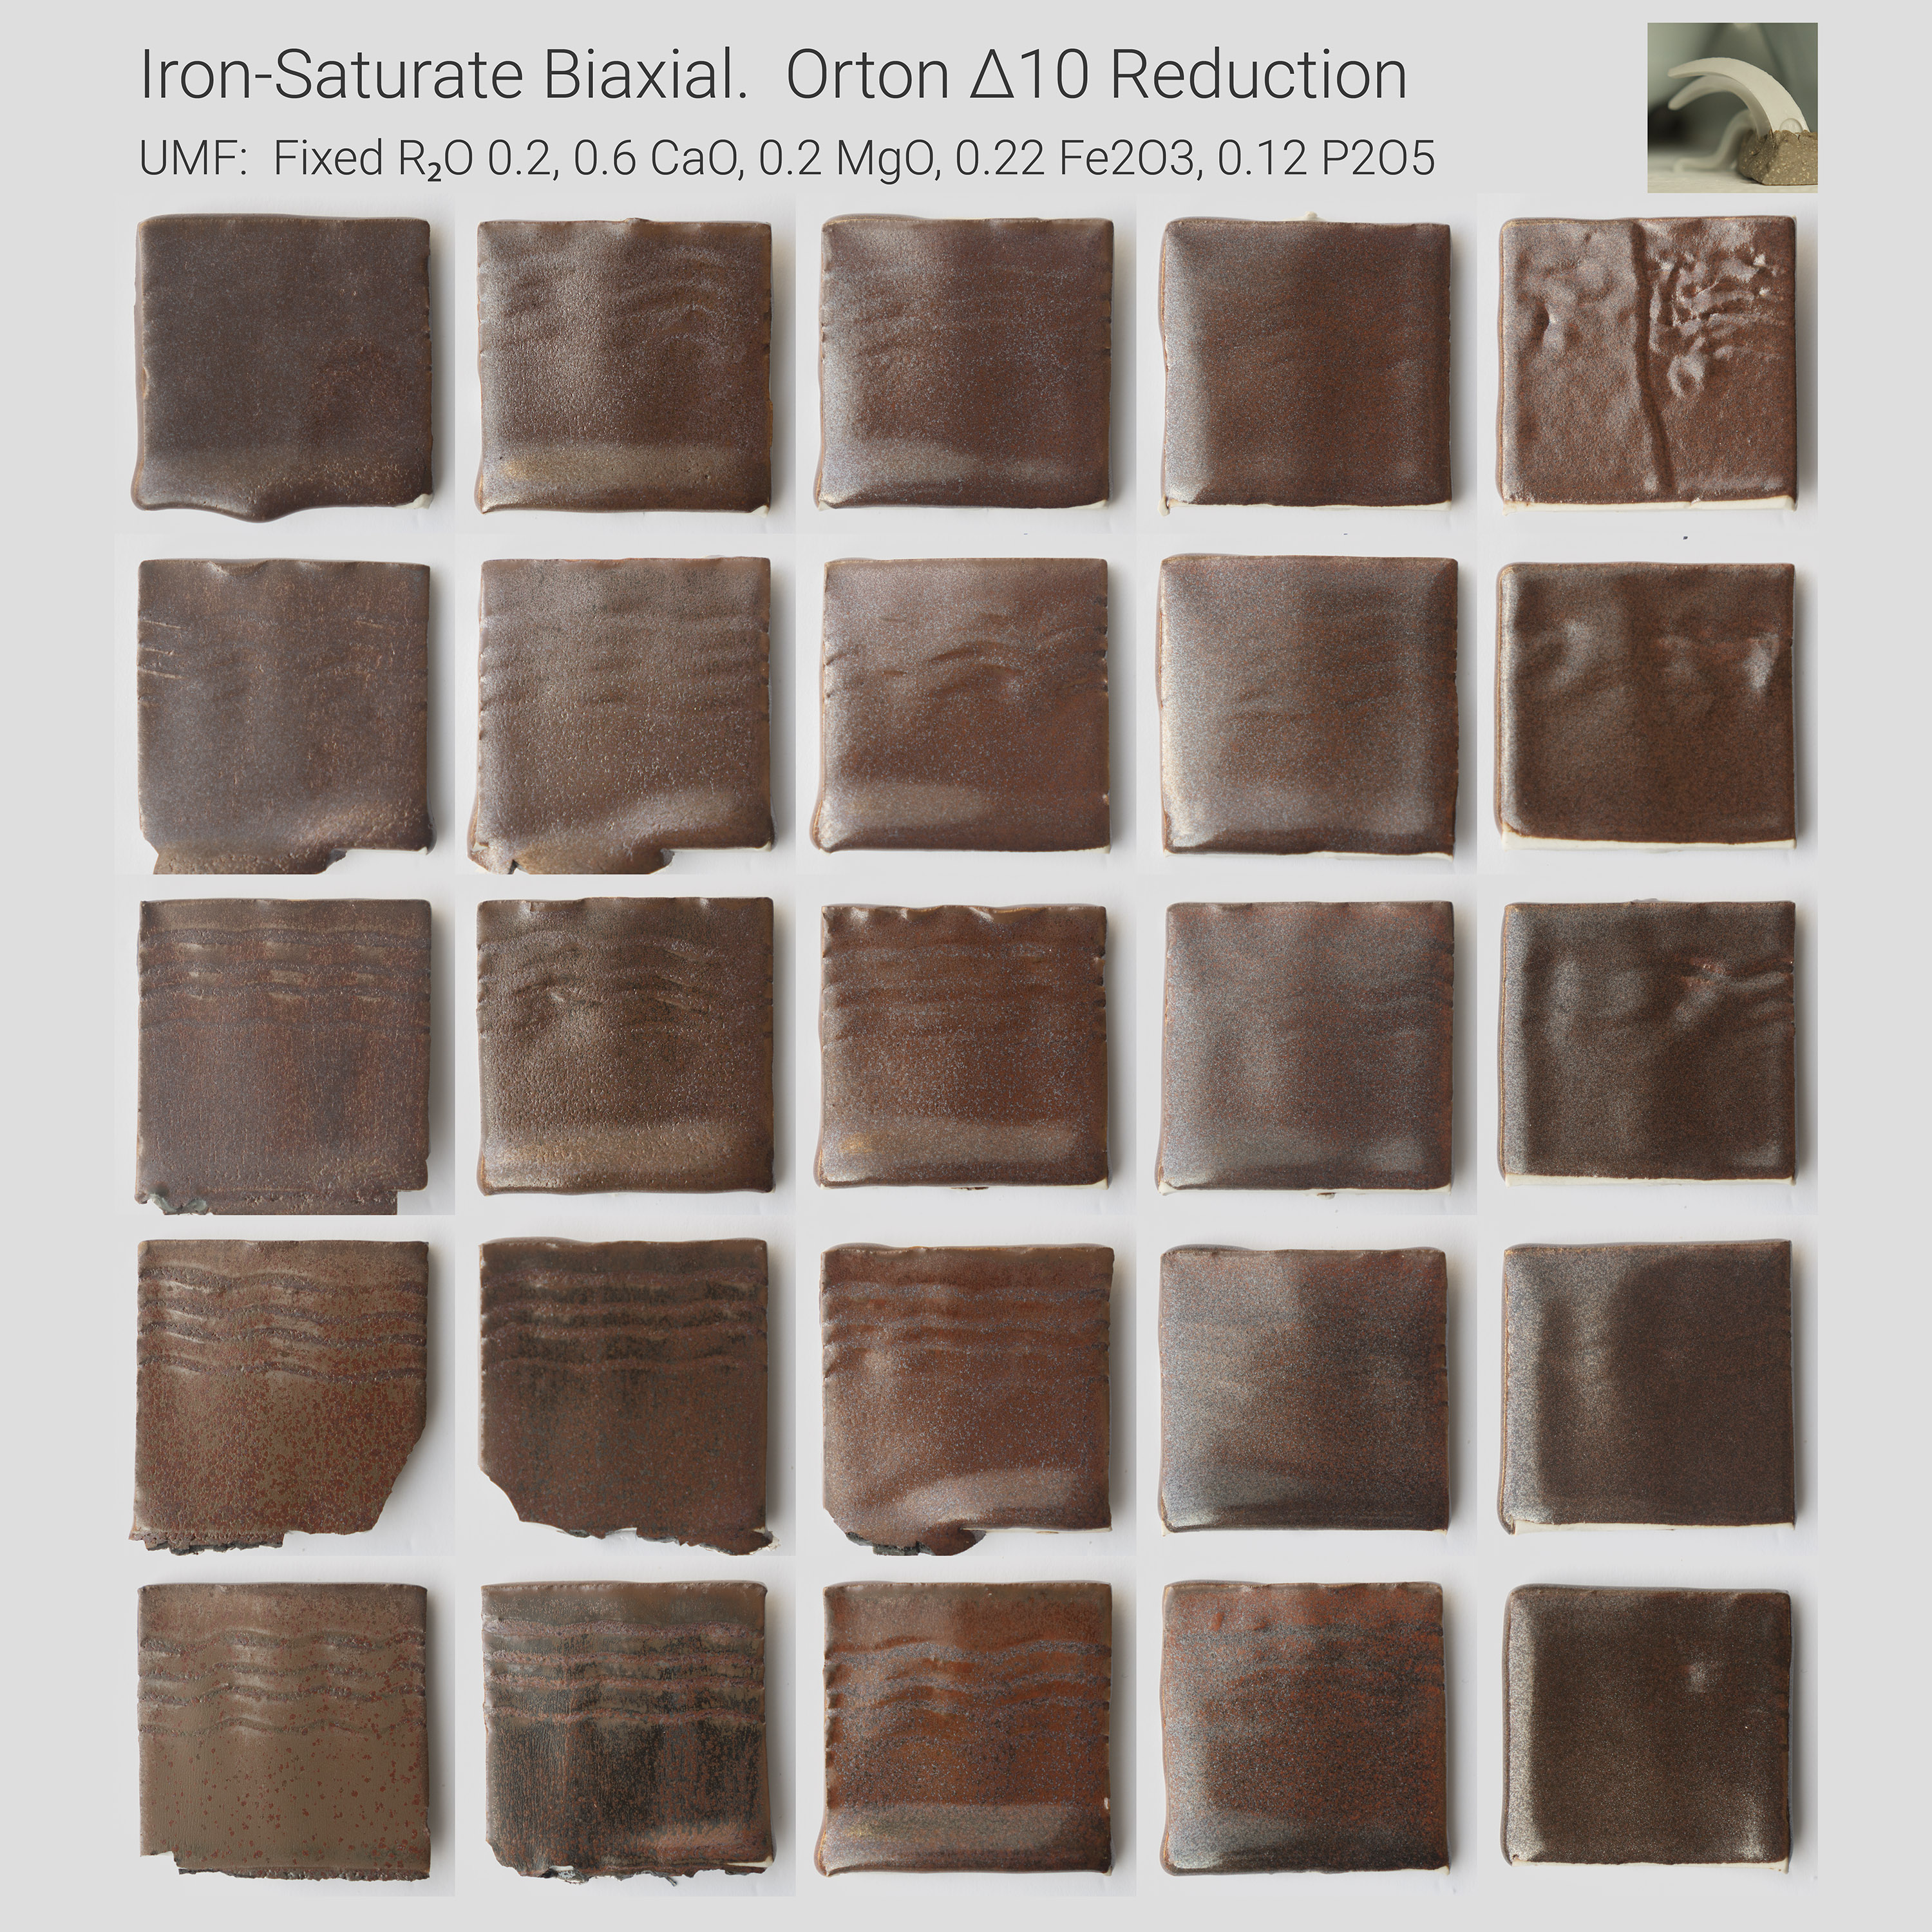 Iron-Saturate Biaxial.  Orton Δ10 Reduction
UMF:  Fixed R₂O 0.2, 0.6 CaO, 0.2 MgO, 0.22 Fe2O3, 0.12 P2O5